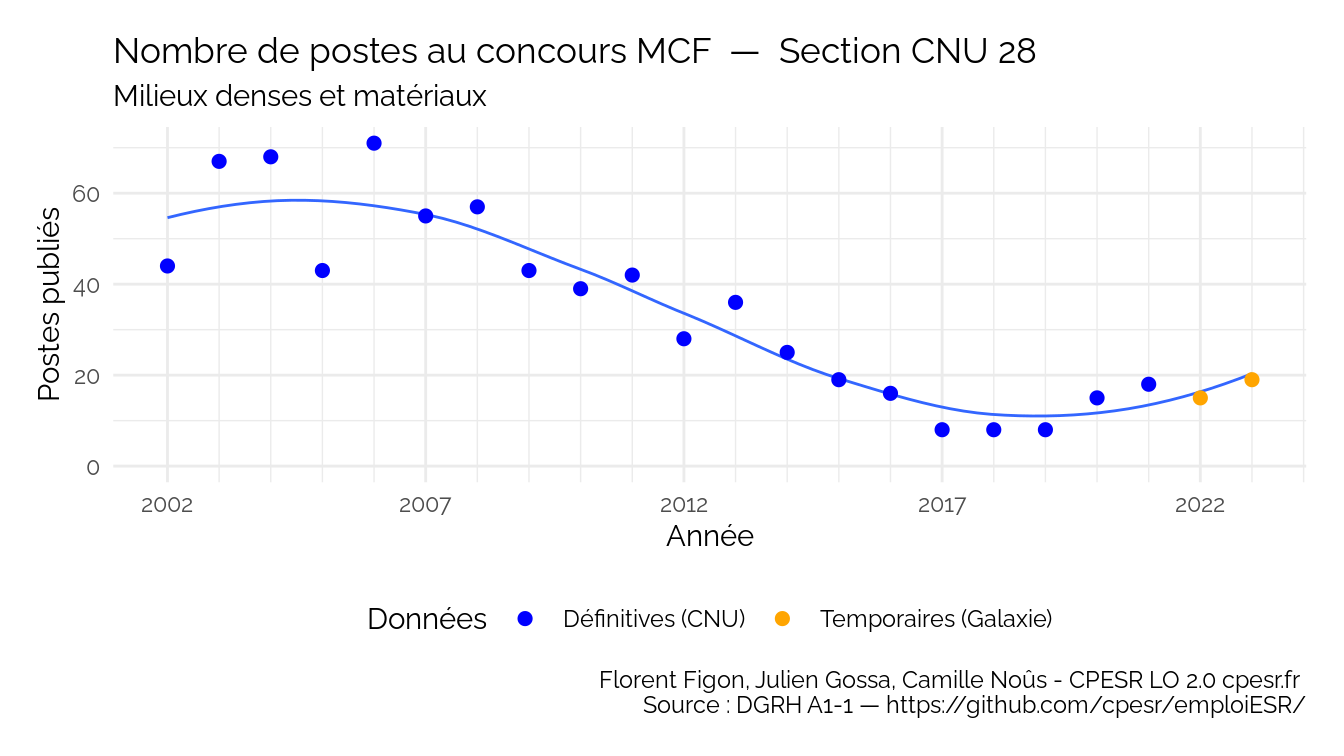 Nombre de postes au concours MCF — Section CNU 28
Milieux denses et matériaux
Postes publiés
60
40
20
0
2002 2007 2012 2017 2022
Année
Données Définitives (CNU) Temporaires (Galaxie)
Florent Figon, Julien Gossa, Camille Noûs - CPESR LO 2.0 cpesr.fr
Source : DGRH A1-1 — https://github.com/cpesr/emploiESR/